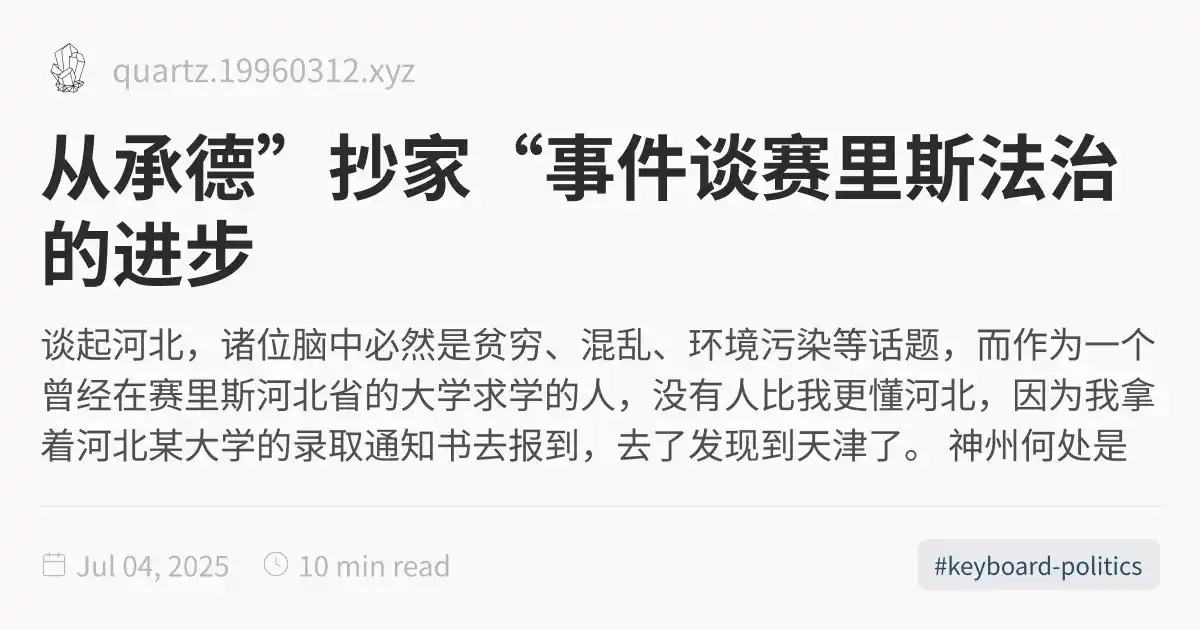 quartz.19960312.xyz
从承德”抄家“事件谈赛里斯法治
的进步
谈起河北，诸位脑中必然是贫穷、混乱、环境污染等话题，而作为一个
曾经在赛里斯河北省的大学求学的人，没有人比我更懂河北，因为我拿
着河北某大学的录取通知书去报到，去了发现到天津了。 神州何处是
Jul 04, 2025 10 min read #keyboard-politics